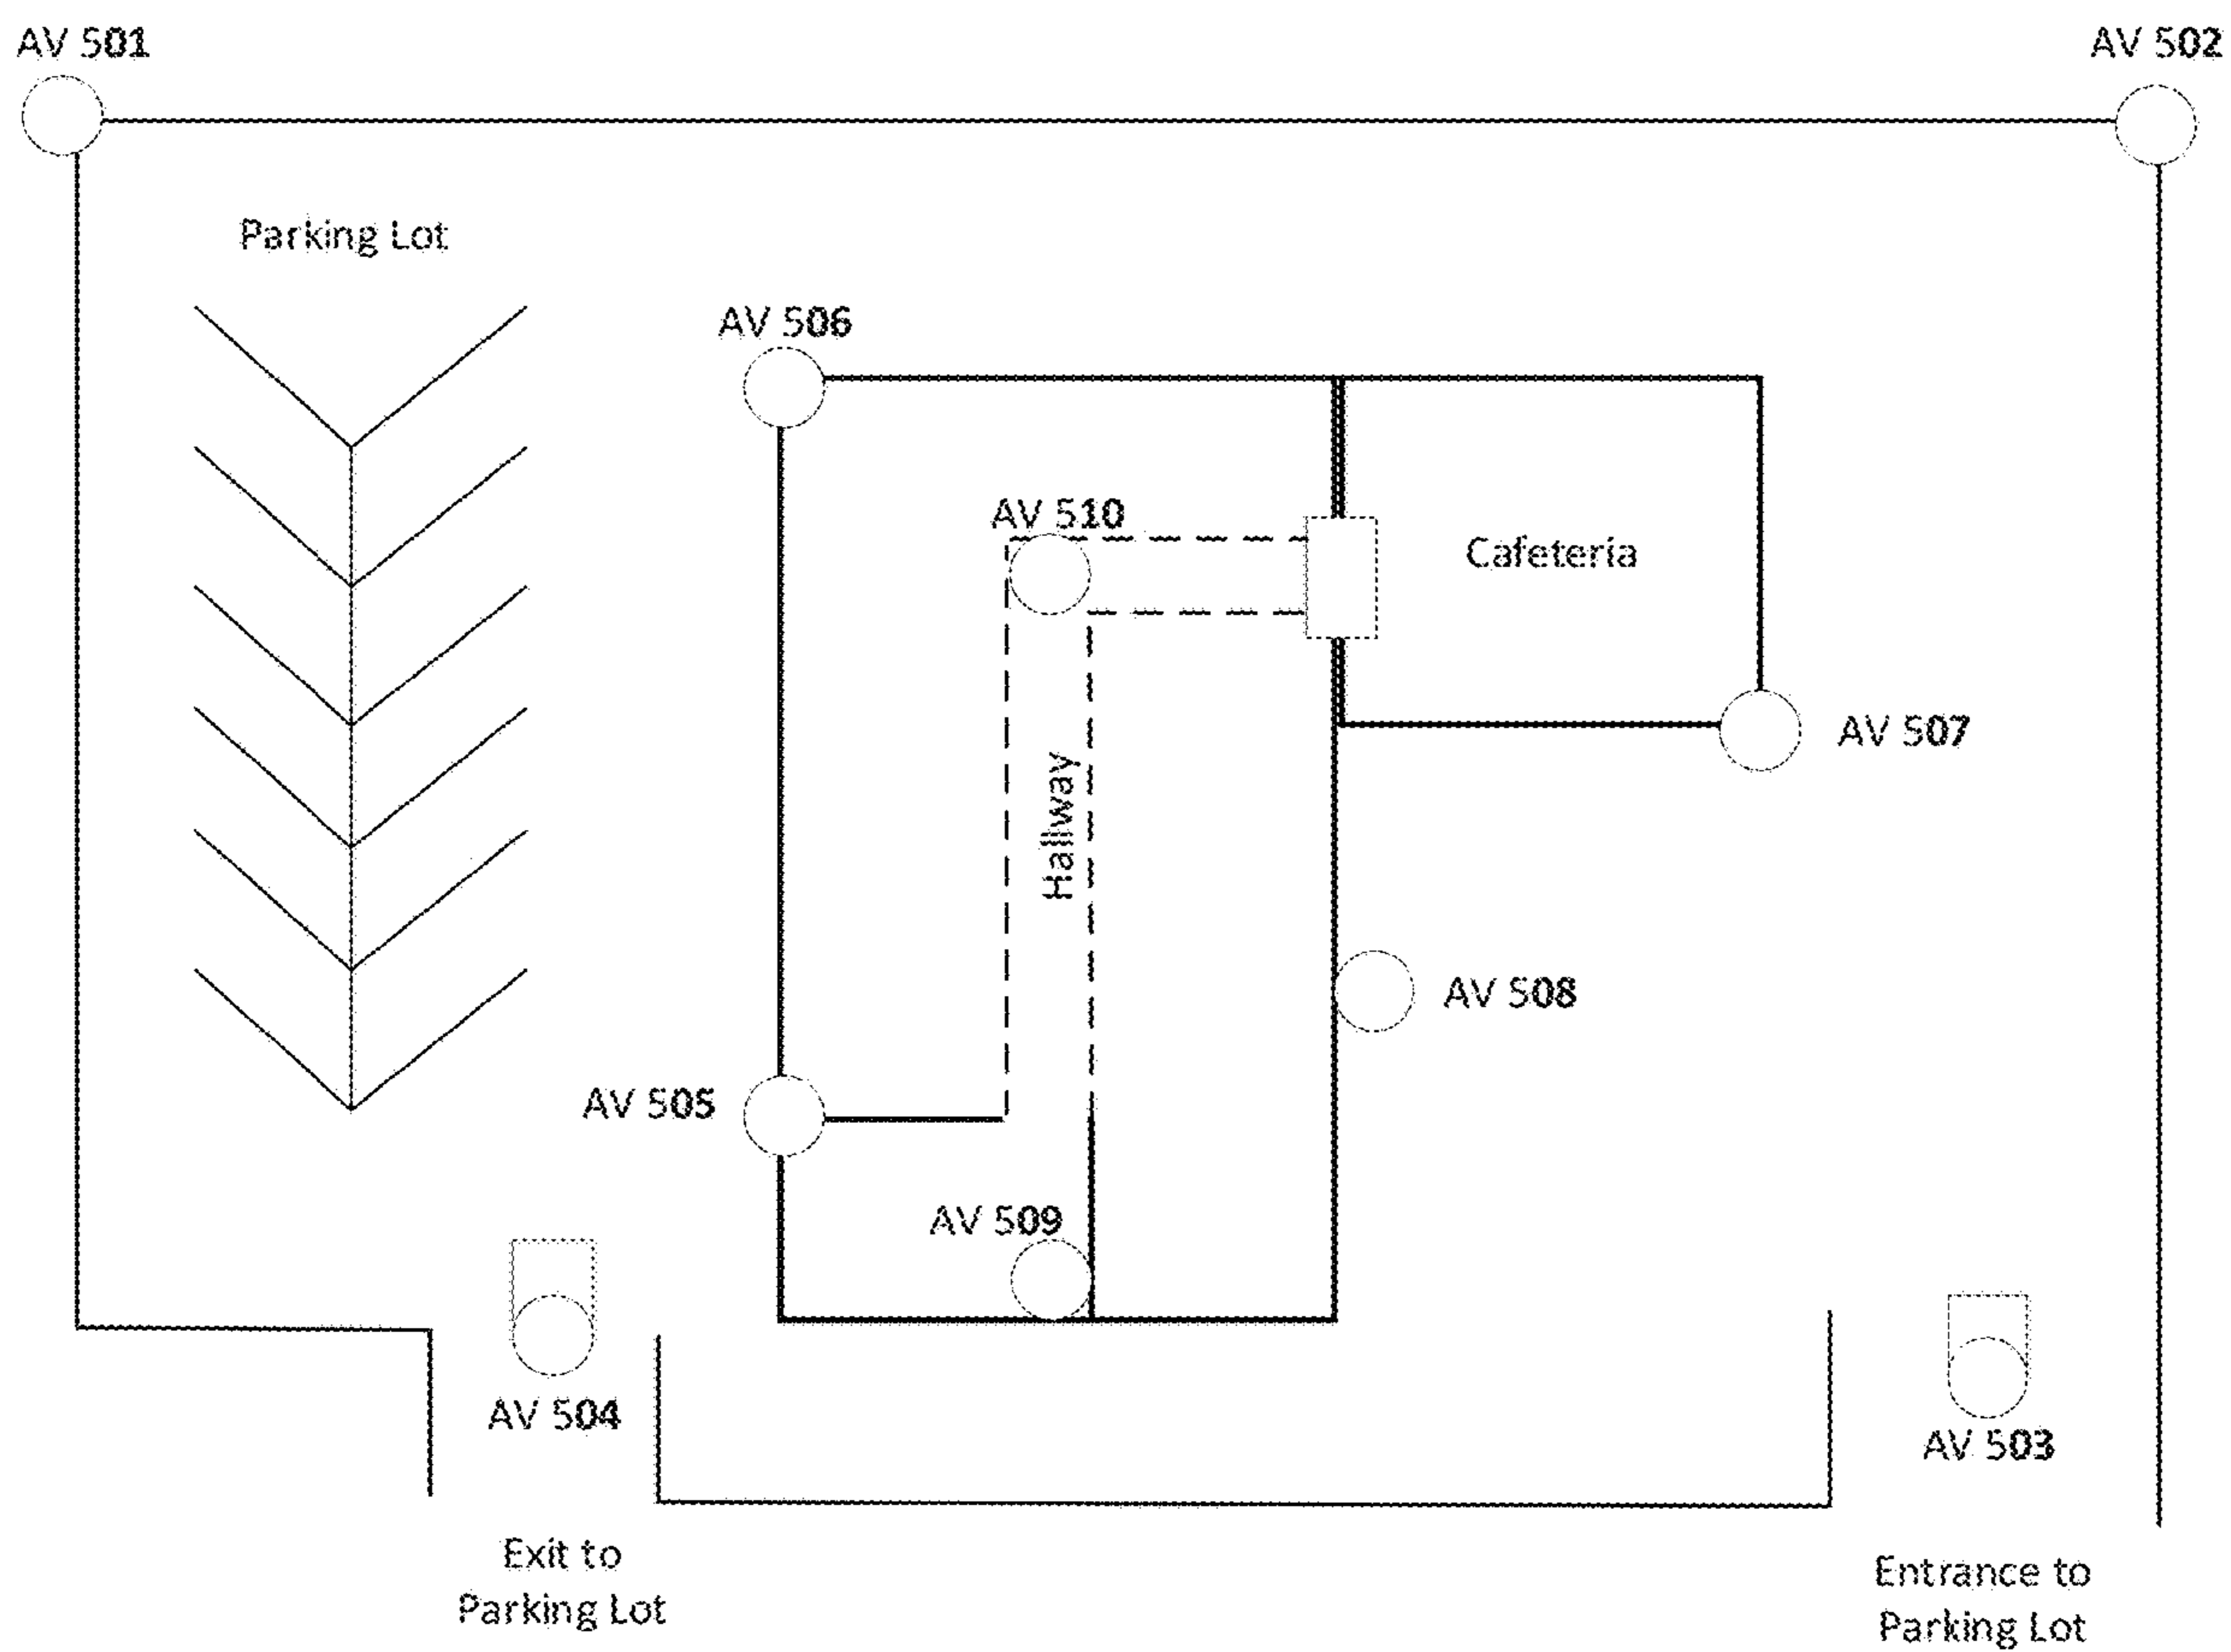 AV 501
AV 502
Parking Lot
AV 506
AV 510
Cafeteria
AV 507
Hallway
AV 508
AV 505
AV 509
AV 504
AV 503
Exit to
Parking Lot
Entrance to
Parking Lot